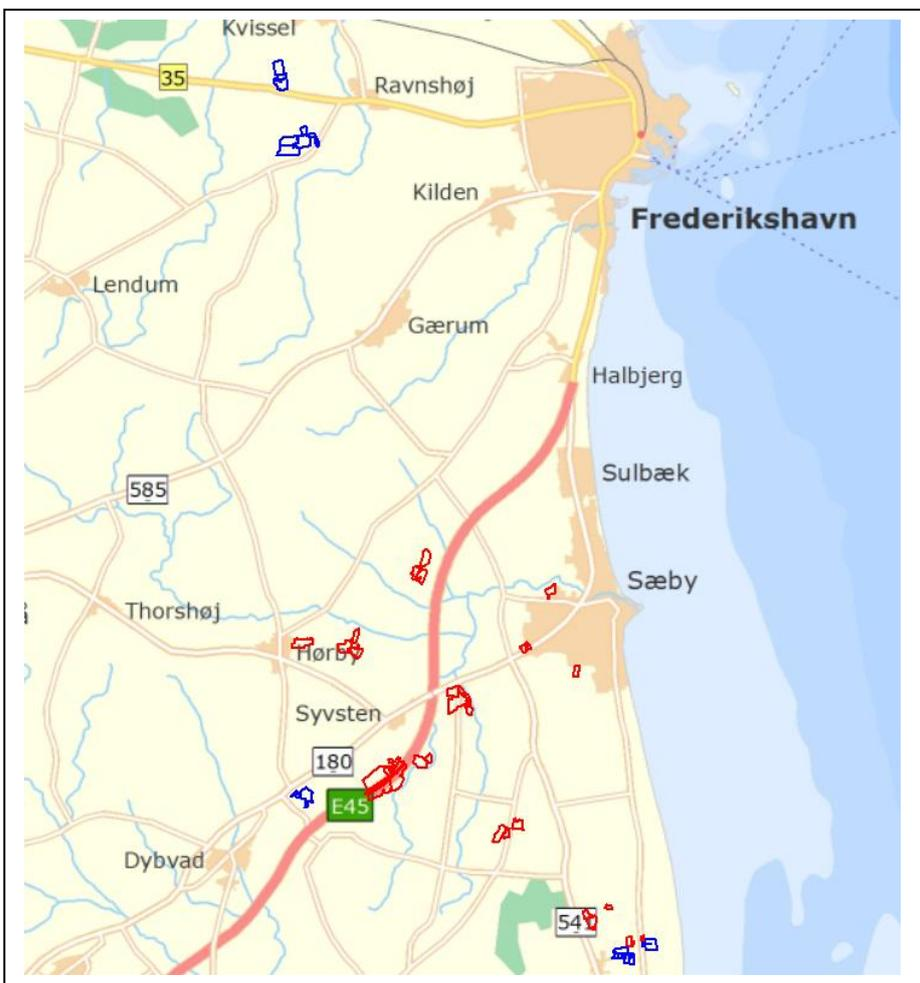 Kvissel
35
Ravnshøj
Kilden
Frederikshavn
Lendum
Gærum
Halbjerg
Sulbæk
585
Sæby
Thorshøj
Hørby
Syvsten
180
E45
Dybvad
541